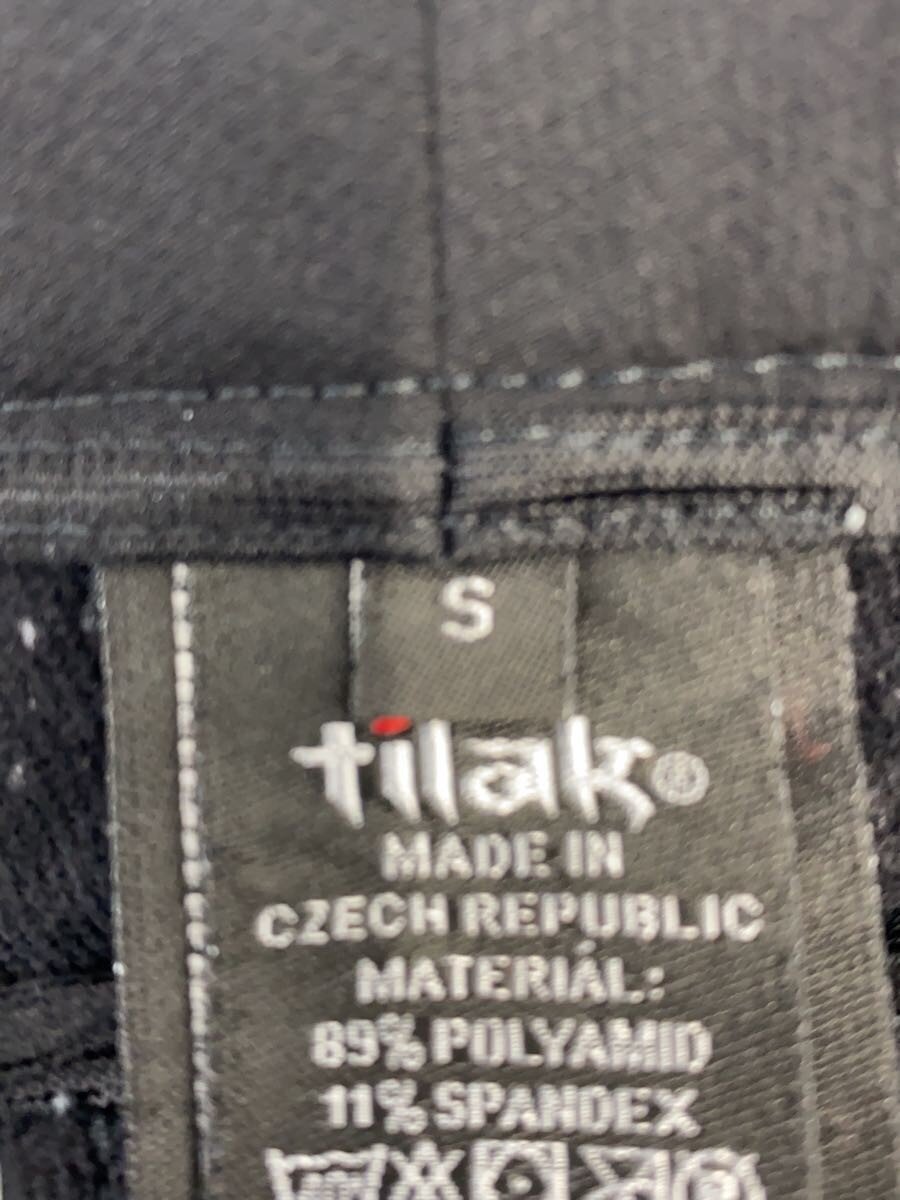 S
tilak®
MADE IN
CZECH REPUBLIC
MATERIÁL:
89% POLYAMID
11% SPANDEX